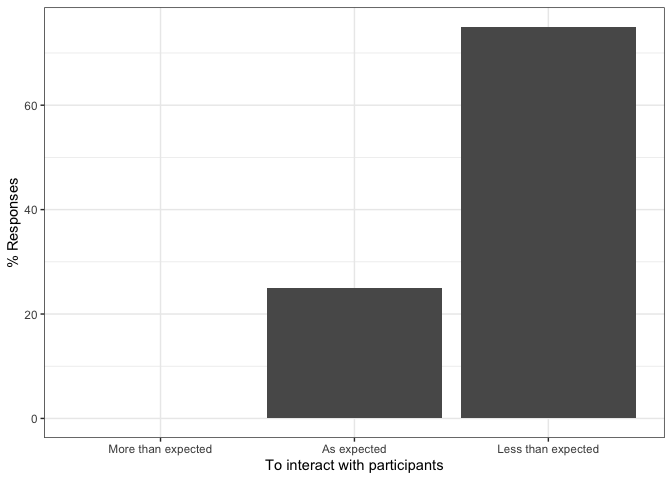 60
40
20
0
% Responses
More than expected As expected Less than expected
To interact with participants